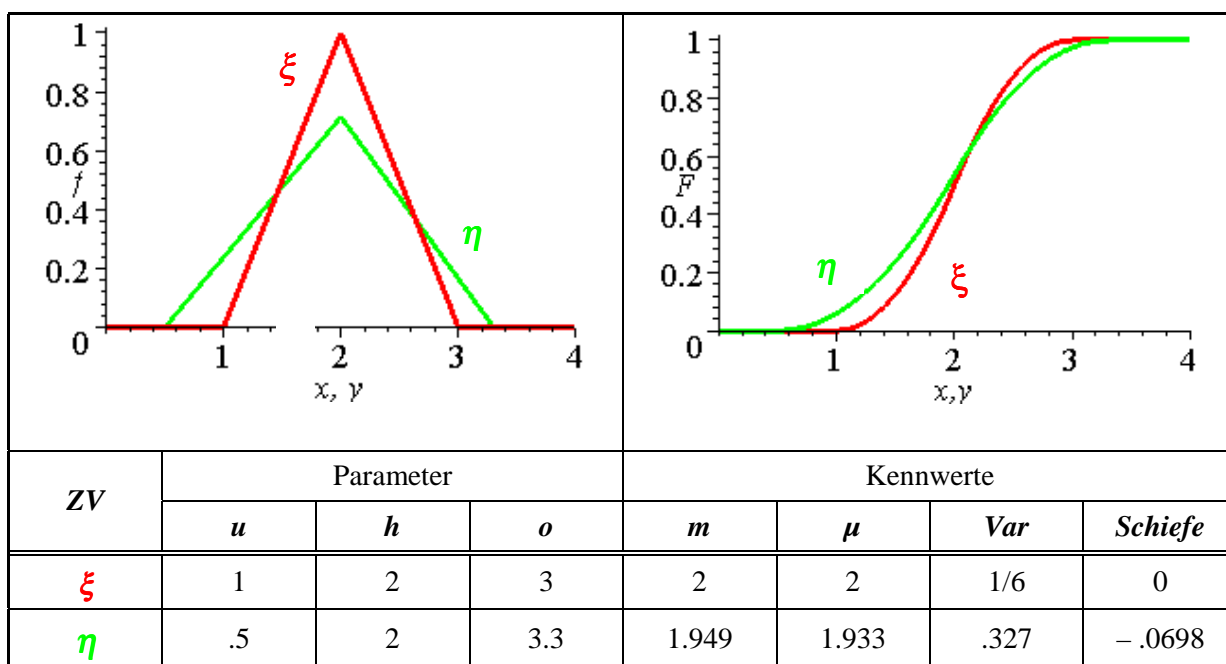 1
0.8
0.6
f
0.4
0.2
0
1 2 3 4
x, y
ξ
η
1
0.8
0.6
F
0.4
0.2
0
1 2 3 4
x,y
η
ξ
ZV Parameter Kennwerte
u h o m μ Var Schiefe
ξ 1 2 3 2 2 1/6 0
η .5 2 3.3 1.949 1.933 .327 – .0698